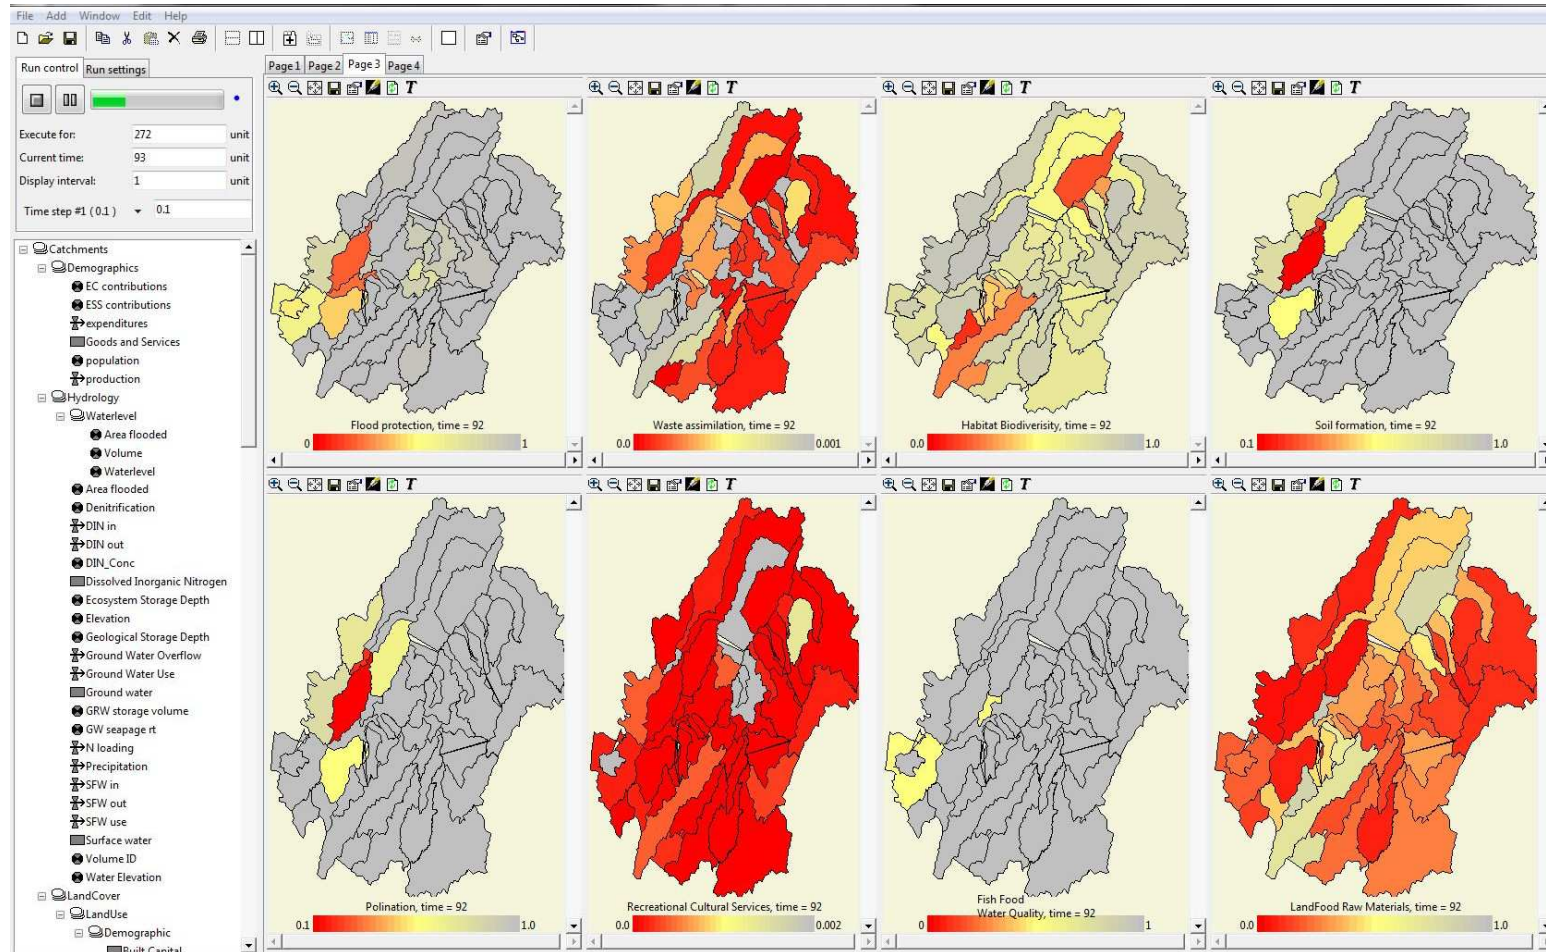 File Add Window Edit Help
Run control Run settings
Page 1 Page 2 Page 3 Page 4
Execute for: 272 unit
Current time: 93 unit
Display interval: 1 unit
Time step #1 ( 0.1 ) 0.1
Catchments
Demographics
EC contributions
ESS contributions
expenditures
Goods and Services
population
production
Hydrology
Waterlevel
Area flooded
Volume
Waterlevel
Area flooded
Denitrification
DIN in
DIN out
DIN_Conc
Dissolved Inorganic Nitrogen
Ecosystem Storage Depth
Elevation
Geological Storage Depth
Ground Water Overflow
Ground Water Use
Ground water
GRW storage volume
GW seapage rt
N loading
Precipitation
SFW in
SFW out
SFW use
Surface water
Volume ID
Water Elevation
LandCover
LandUse
Demographic
Built Capital
T T T T
Flood protection, time = 92
0 1
Waste assimilation, time = 92
0.0 0.001
Habitat Biodiverisity, time = 92
0.0 1.0
Soil formation, time = 92
0.1 1.0
T T T T
Polination, time = 92
0.1 1.0
Recreational Cultural Services, time = 92
0.0 0.002
Fish Food
Water Quality, time = 92
0 1
LandFood Raw Materials, time = 92
0.0 1.0